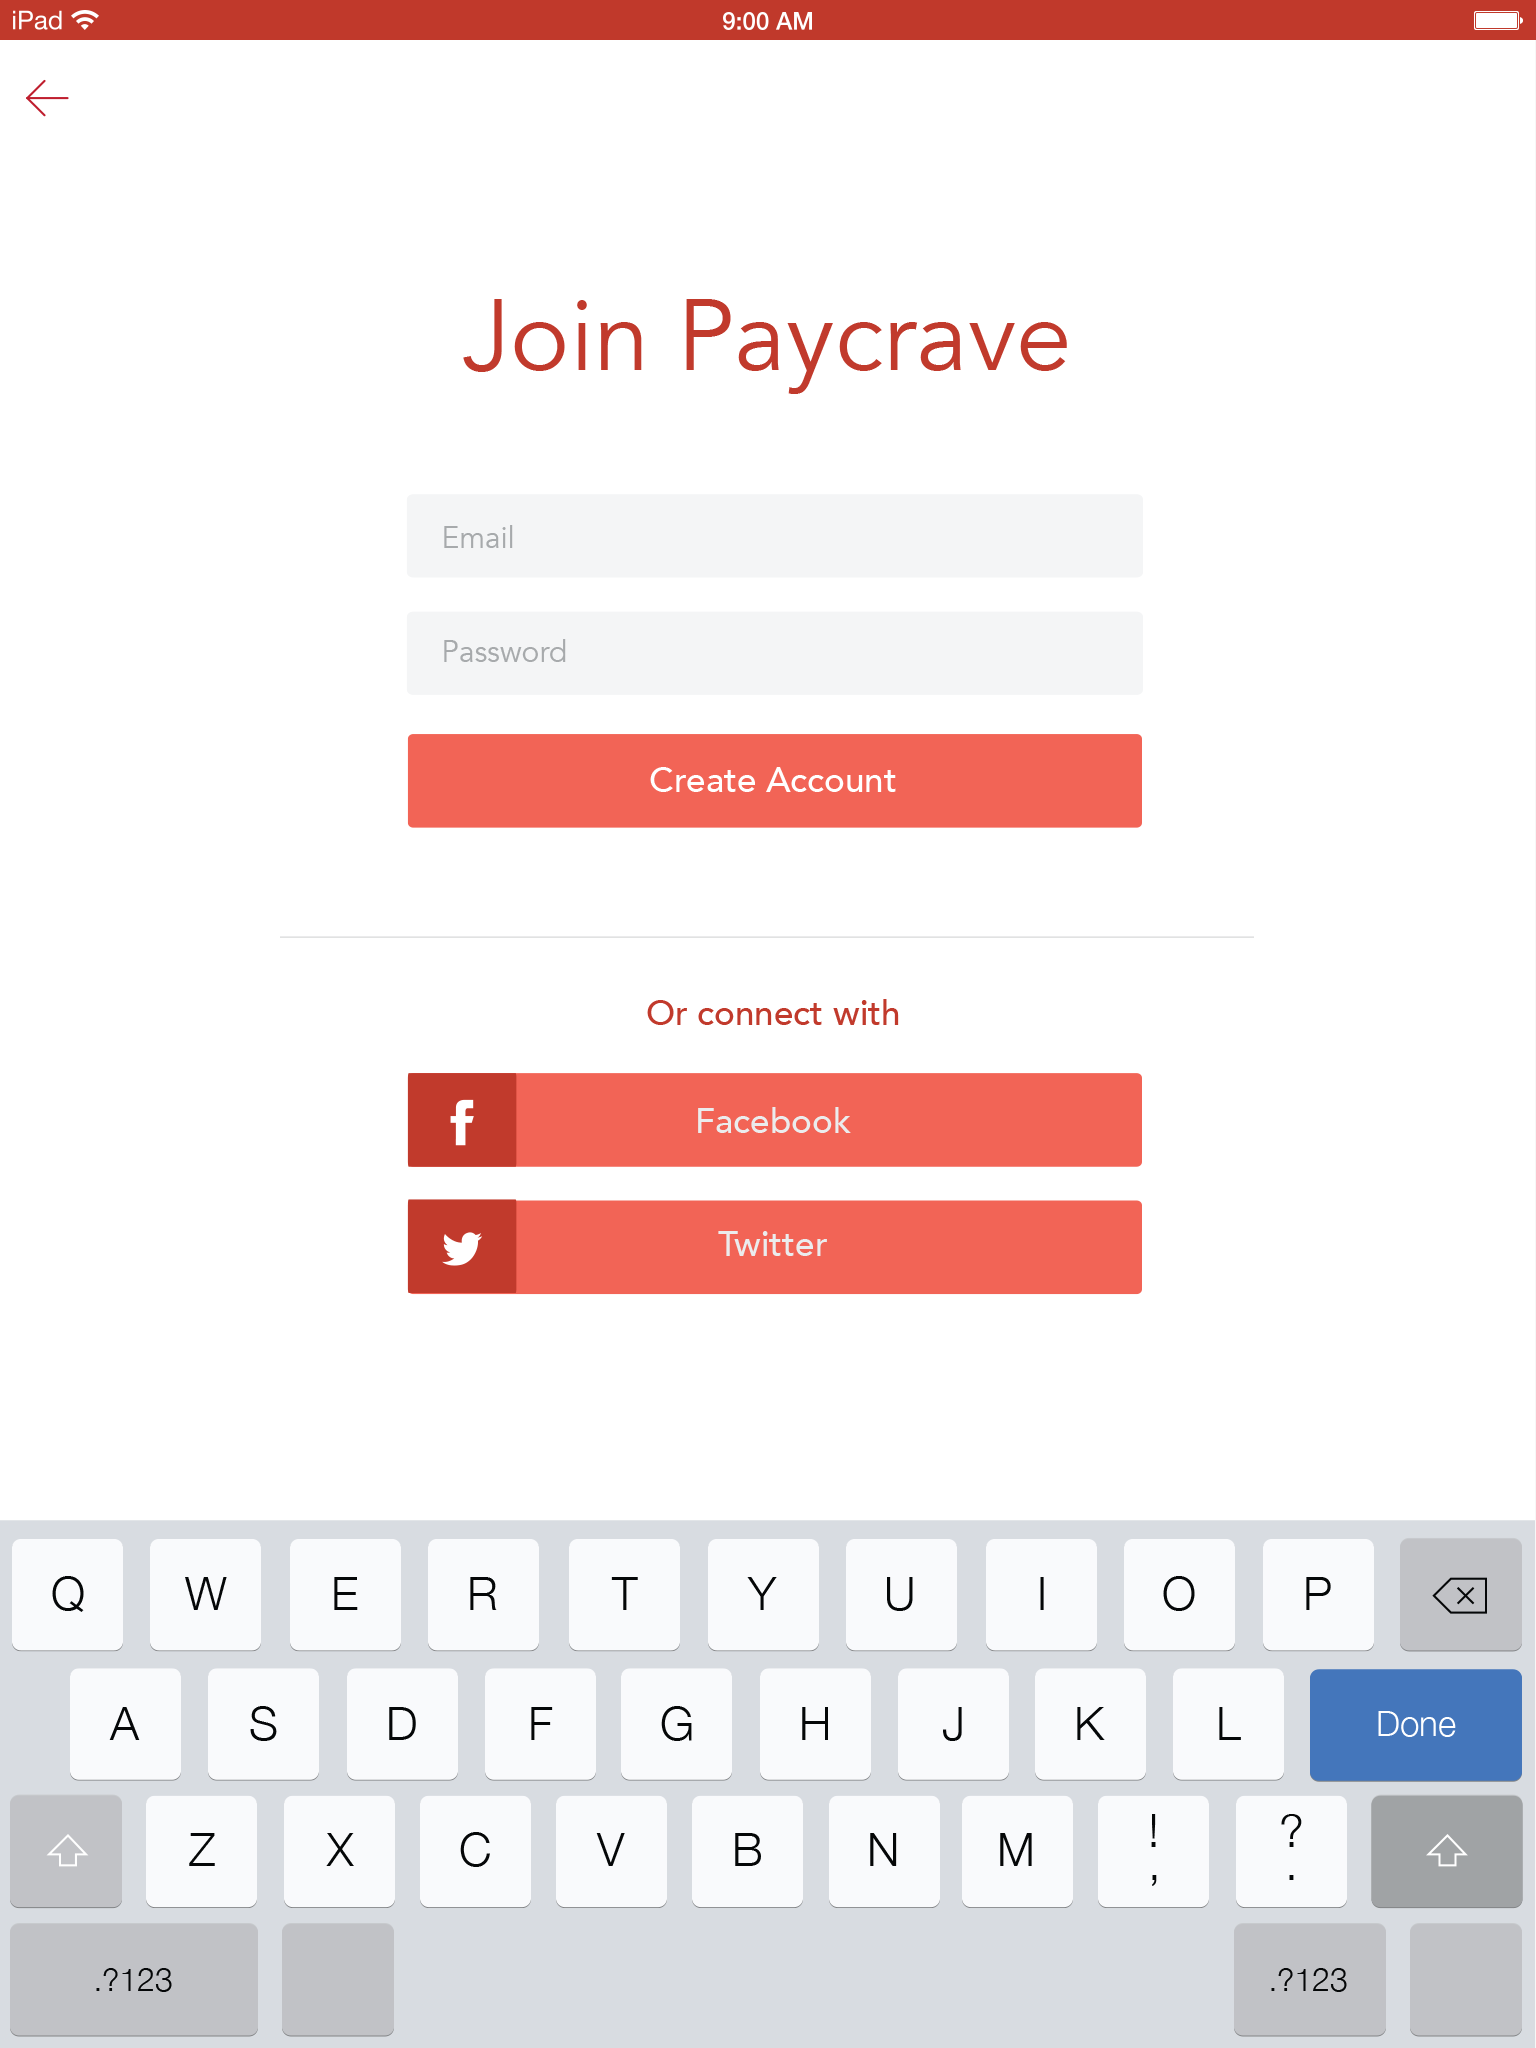 iPad 9:00 AM
Join Paycrave
Email
Password
Create Account
Or connect with
Facebook
Twitter
Q W E R T Y U I O P
A S D F G H J K L Done
Z X C V B N M ! , ? .
.?123 .?123